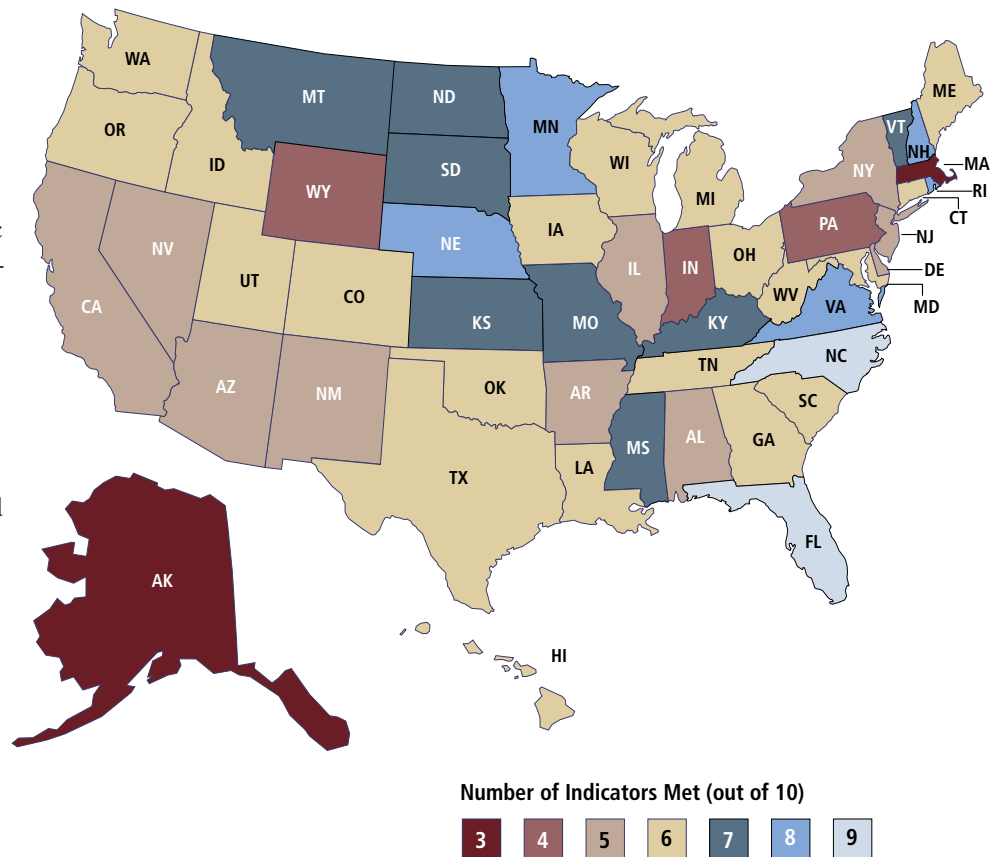 WA
OR
ID
MT
ND
MN
WY
SD
WI
MI
ME
VT
NH
MA
NY
RI
CT
NV
CA
UT
CO
NE
IA
IL
IN
OH
PA
NJ
DE
MD
WV
VA
KS
MO
KY
AZ
NM
OK
AR
TN
NC
SC
TX
LA
MS
AL
GA
FL
AK
HI
Number of Indicators Met (out of 10)
3 4 5 6 7 8 9